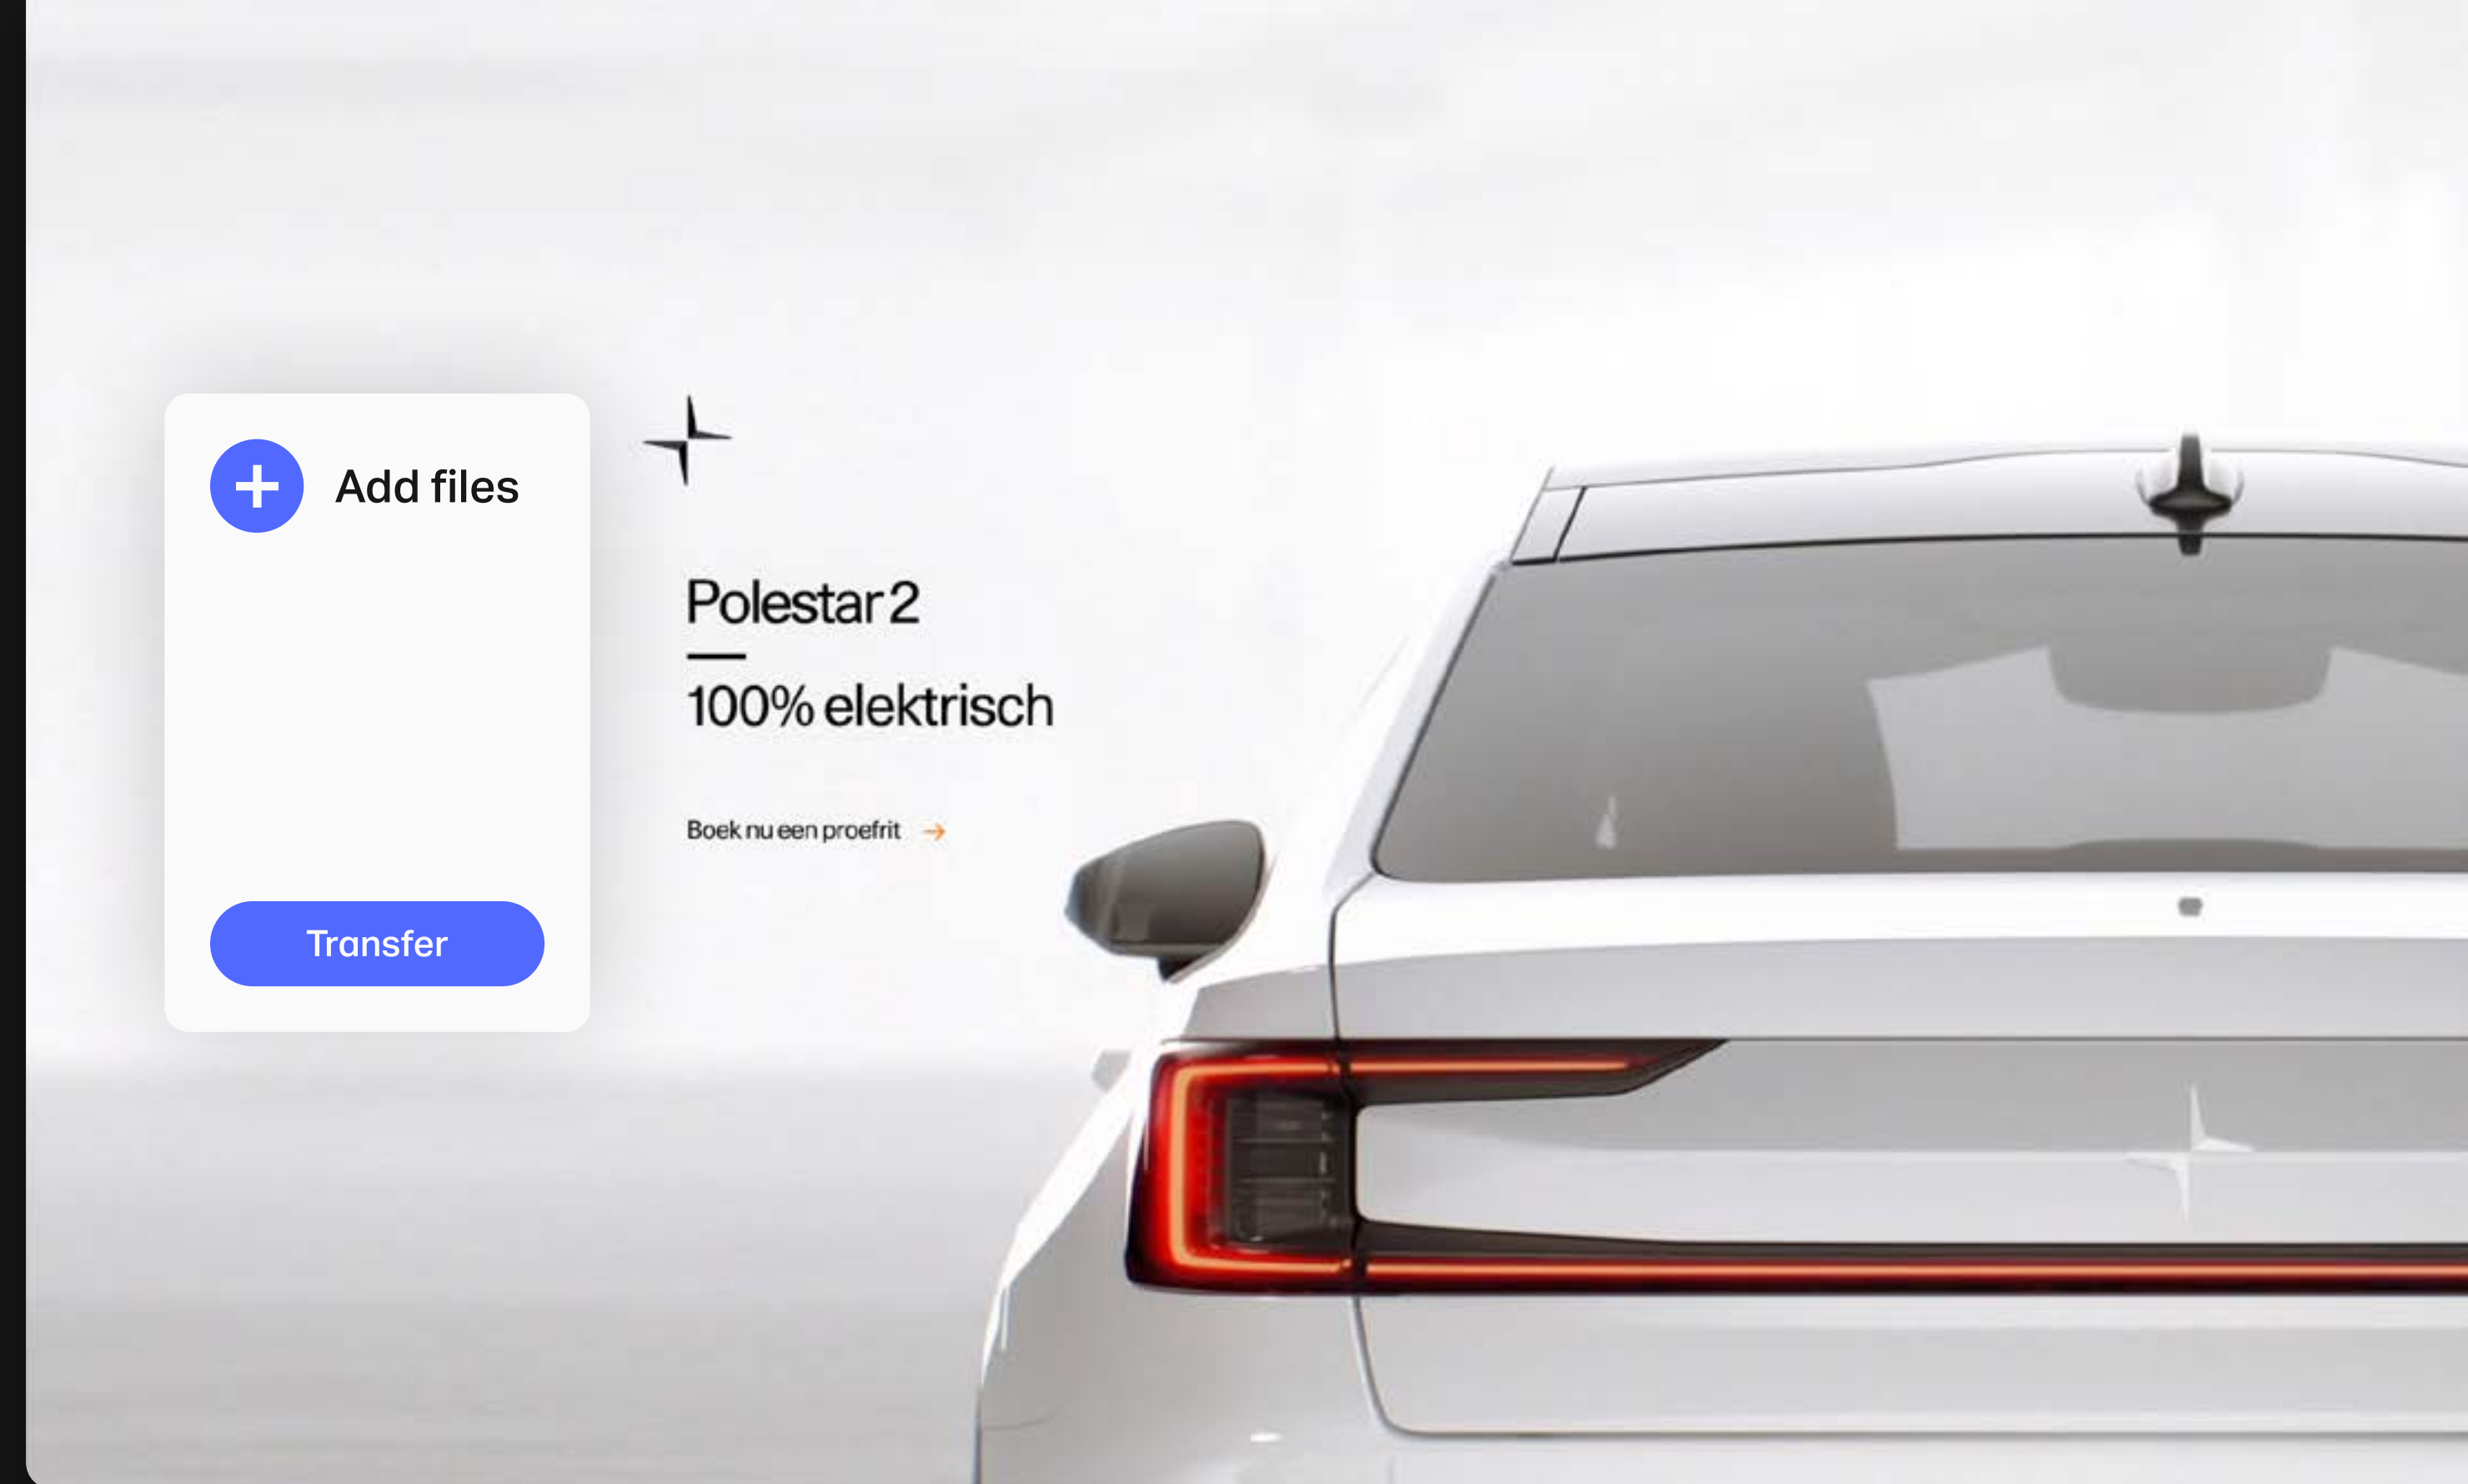 Add files
Transfer
Polestar 2
100% elektrisch
Boek nu een proefrit →